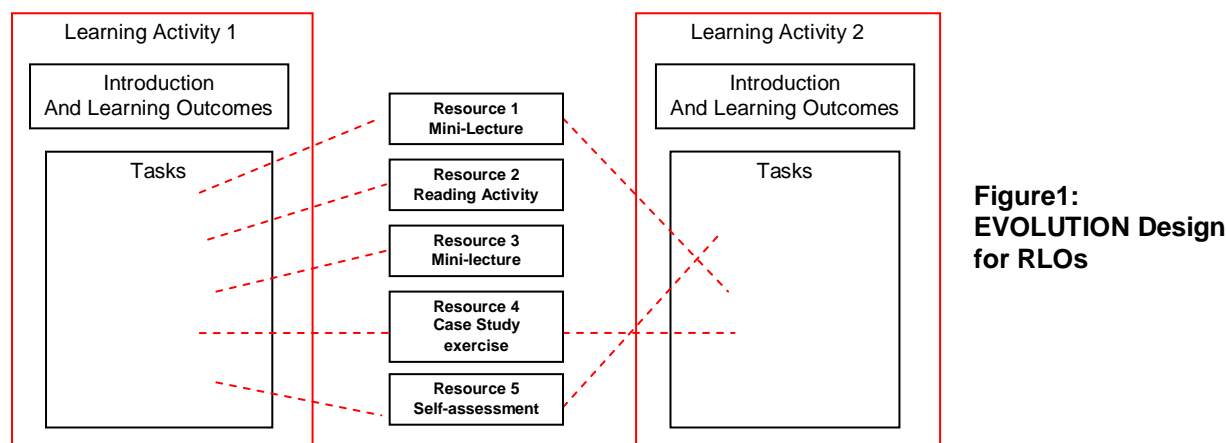 Learning Activity 1
Introduction
And Learning Outcomes
Tasks
Resource 1
Mini-Lecture
Resource 2
Reading Activity
Resource 3
Mini-lecture
Resource 4
Case Study
exercise
Resource 5
Self-assessment
Learning Activity 2
Introduction
And Learning Outcomes
Tasks
Figure1:
EVOLUTION Design
for RLOs